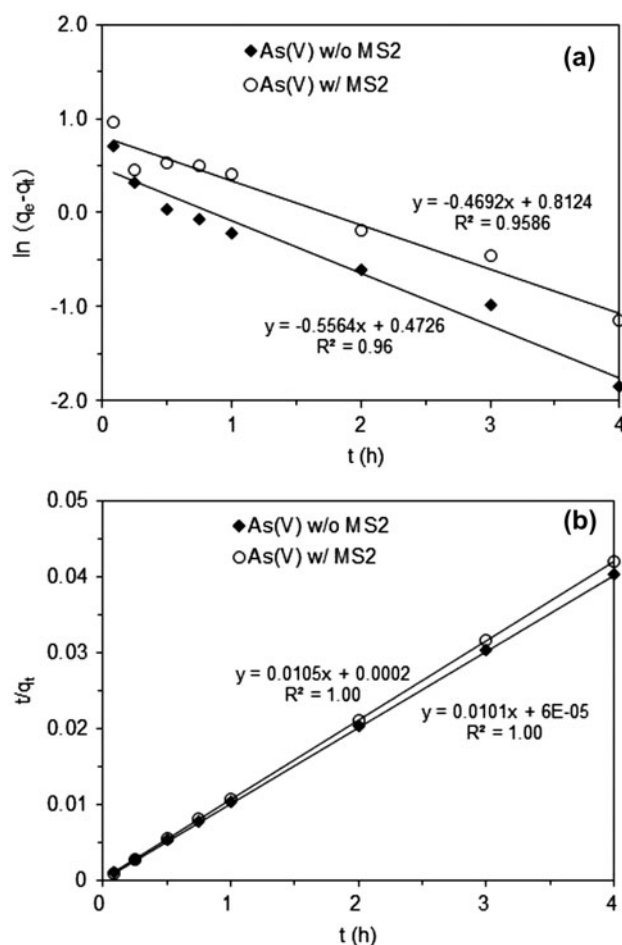 (a)
As(V) w/o MS2
As(V) w/ MS2
2.0
1.0
0.0
-1.0
-2.0
ln (qₑ-qₜ)
y = -0.4692x + 0.8124
R² = 0.9586
y = -0.5564x + 0.4726
R² = 0.96
0 1 2 3 4
t (h)
(b)
As(V) w/o MS2
As(V) w/ MS2
0.05
0.04
0.03
0.02
0.01
0
t/qₜ
y = 0.0105x + 0.0002
R² = 1.00
y = 0.0101x + 6E-05
R² = 1.00
0 1 2 3 4
t (h)